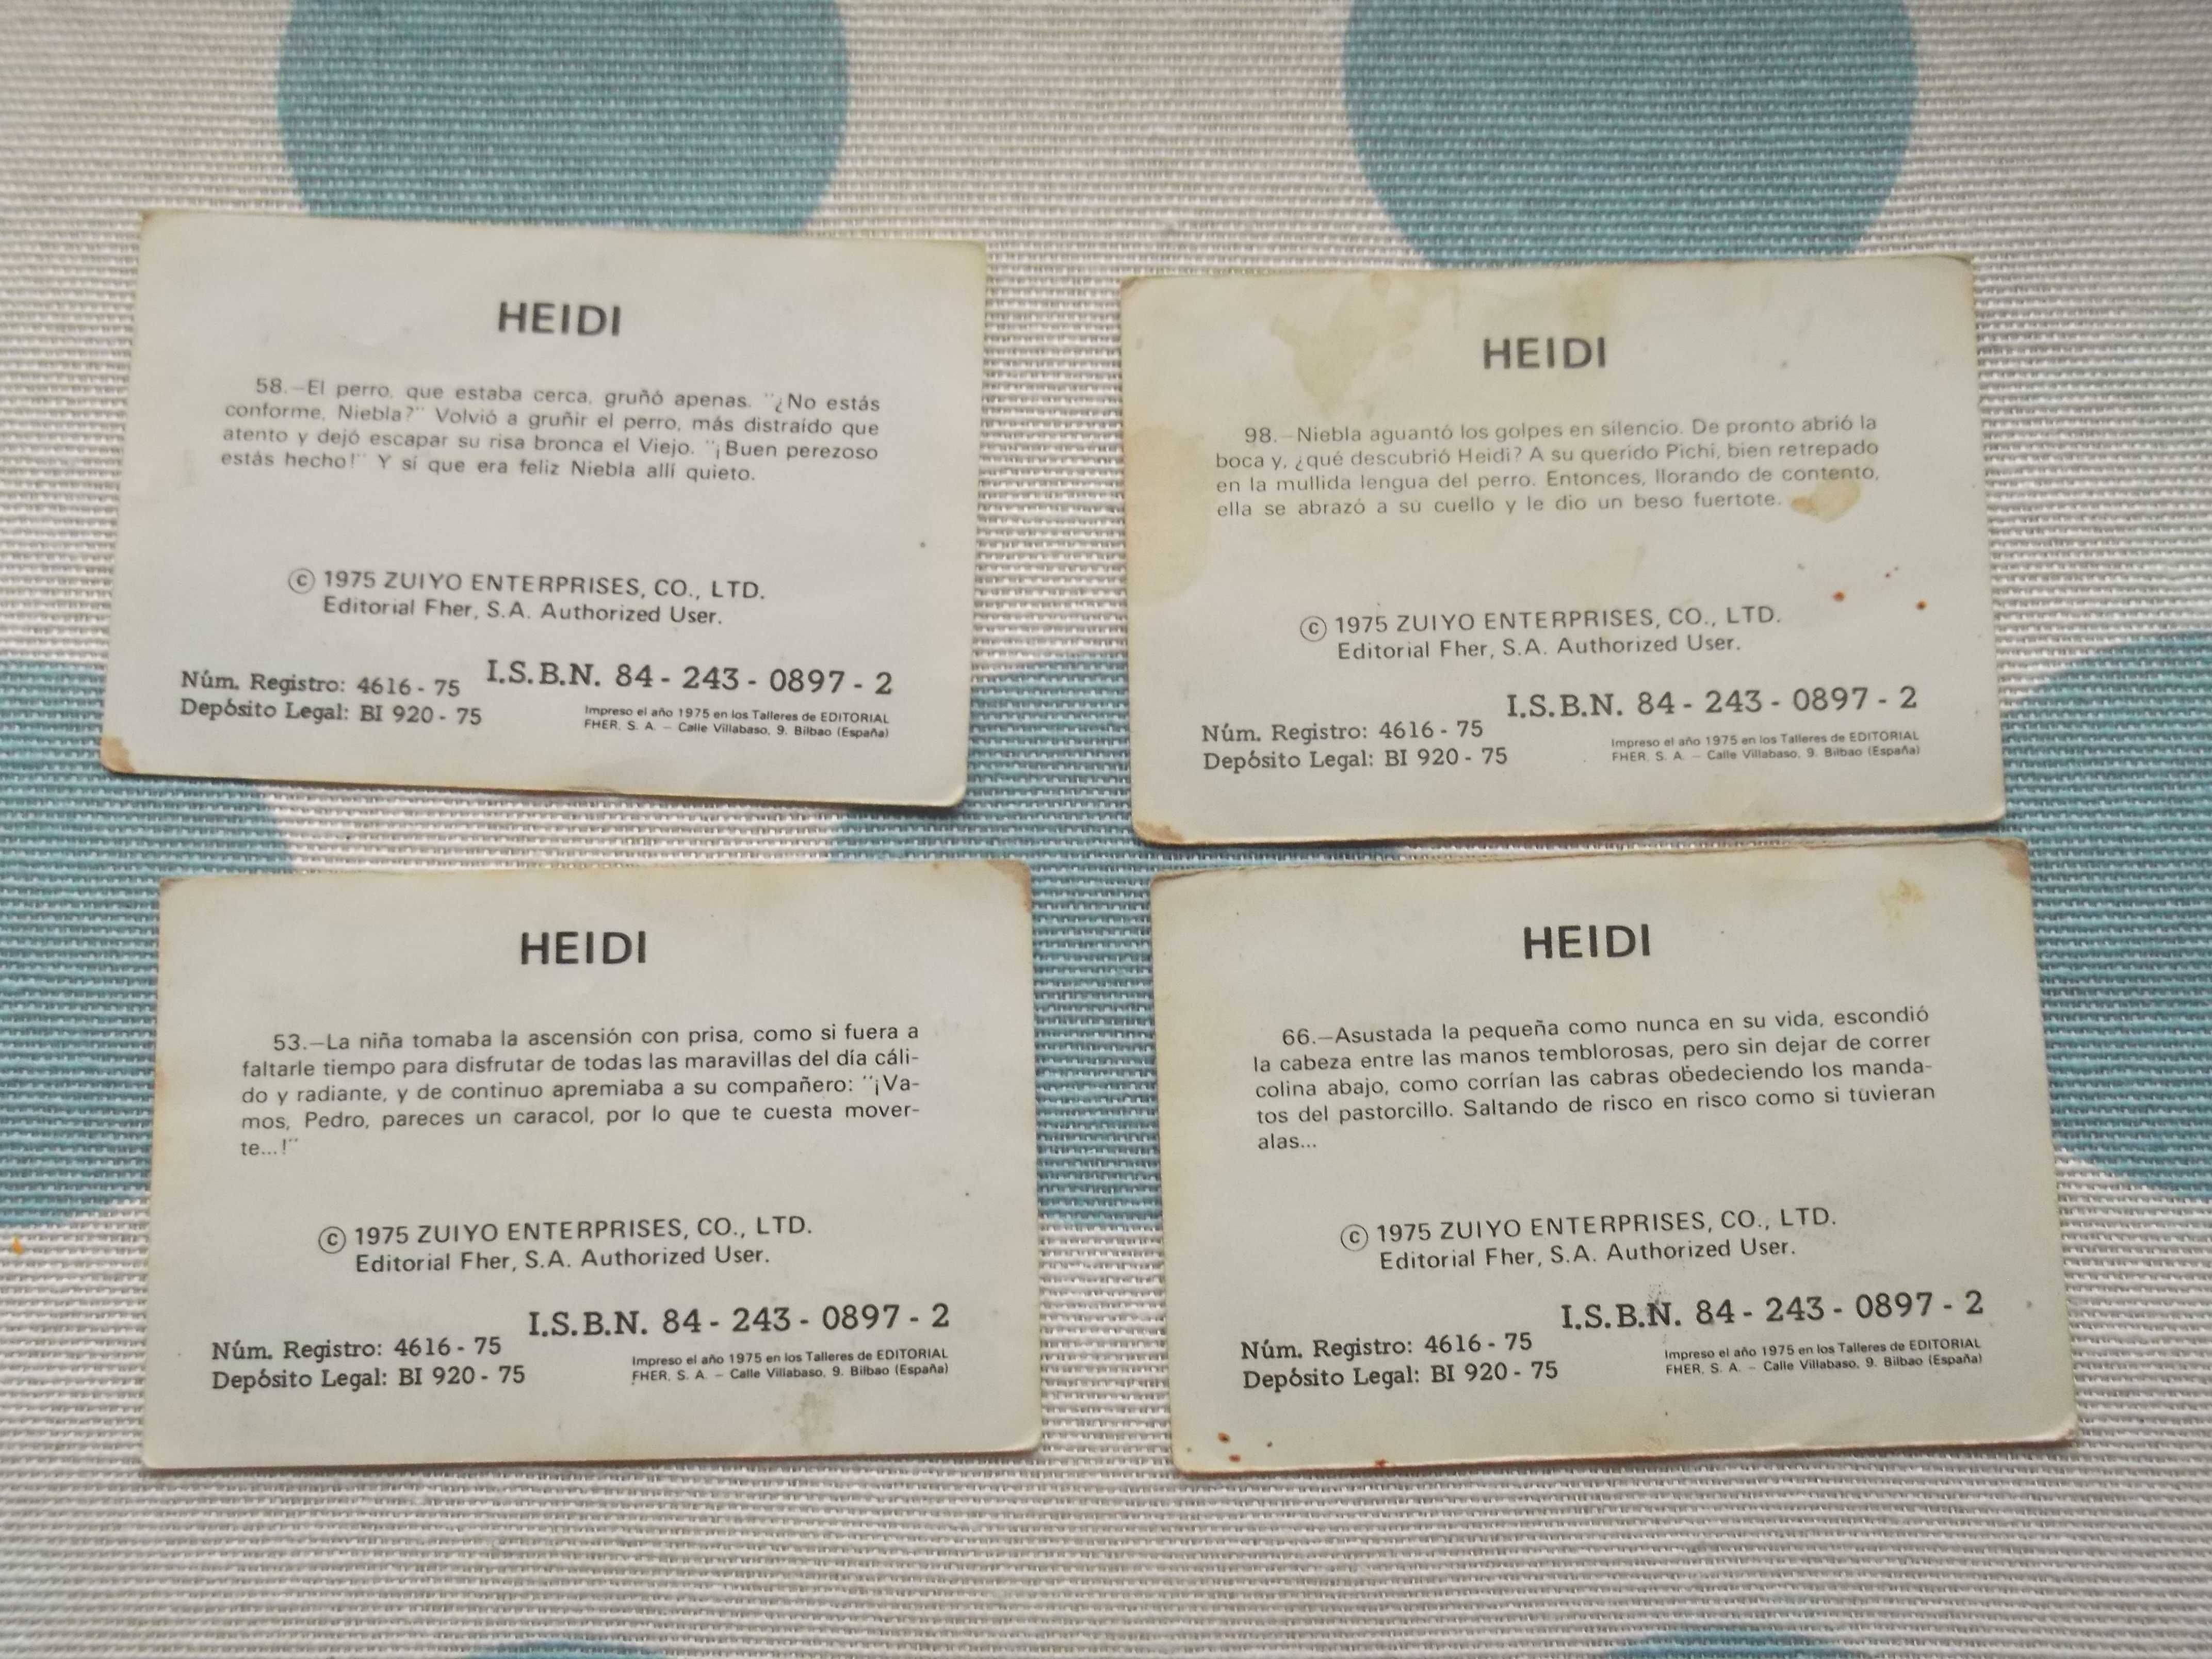 HEIDI
58.—El perro, que estaba cerca, gruñó apenas. "¿No estás
conforme, Niebla?" Volvió a gruñir el perro, más distraído que
atento y dejó escapar su risa bronca el Viejo. "¡Buen perezoso
estás hecho!" Y sí que era feliz Niebla allí quieto.
© 1975 ZUIYO ENTERPRISES, CO., LTD.
Editorial Fher, S.A. Authorized User.
I.S.B.N. 84 - 243 - 0897 - 2
Núm. Registro: 4616 - 75
Depósito Legal: BI 920 - 75
Impreso el año 1975 en los Talleres de EDITORIAL
FHER, S. A. — Calle Villabaso, 9. Bilbao (España)
HEIDI
98.—Niebla aguantó los golpes en silencio. De pronto abrió la
boca y, ¿qué descubrió Heidi? A su querido Pichi, bien retrepado
en la mullida lengua del perro. Entonces, llorando de contento,
ella se abrazó a su cuello y le dio un beso fuertote.
© 1975 ZUIYO ENTERPRISES, CO., LTD.
Editorial Fher, S.A. Authorized User.
I.S.B.N. 84 - 243 - 0897 - 2
Núm. Registro: 4616 - 75
Depósito Legal: BI 920 - 75
Impreso el año 1975 en los Talleres de EDITORIAL
FHER, S. A. — Calle Villabaso, 9. Bilbao (España)
HEIDI
53.—La niña tomaba la ascensión con prisa, como si fuera a
faltarle tiempo para disfrutar de todas las maravillas del día cáli-
do y radiante, y de continuo apremiaba a su compañero: "¡Va-
mos, Pedro, pareces un caracol, por lo que te cuesta mover-
te...!"
© 1975 ZUIYO ENTERPRISES, CO., LTD.
Editorial Fher, S.A. Authorized User.
I.S.B.N. 84 - 243 - 0897 - 2
Núm. Registro: 4616 - 75
Depósito Legal: BI 920 - 75
Impreso el año 1975 en los Talleres de EDITORIAL
FHER, S. A. — Calle Villabaso, 9. Bilbao (España)
HEIDI
66.—Asustada la pequeña como nunca en su vida, escondió
la cabeza entre las manos temblorosas, pero sin dejar de correr
colina abajo, como corrían las cabras obedeciendo los manda-
tos del pastorcillo. Saltando de risco en risco como si tuvieran
alas...
© 1975 ZUIYO ENTERPRISES, CO., LTD.
Editorial Fher, S.A. Authorized User.
I.S.B.N. 84 - 243 - 0897 - 2
Núm. Registro: 4616 - 75
Depósito Legal: BI 920 - 75
Impreso el año 1975 en los Talleres de EDITORIAL
FHER, S. A. — Calle Villabaso, 9. Bilbao (España)